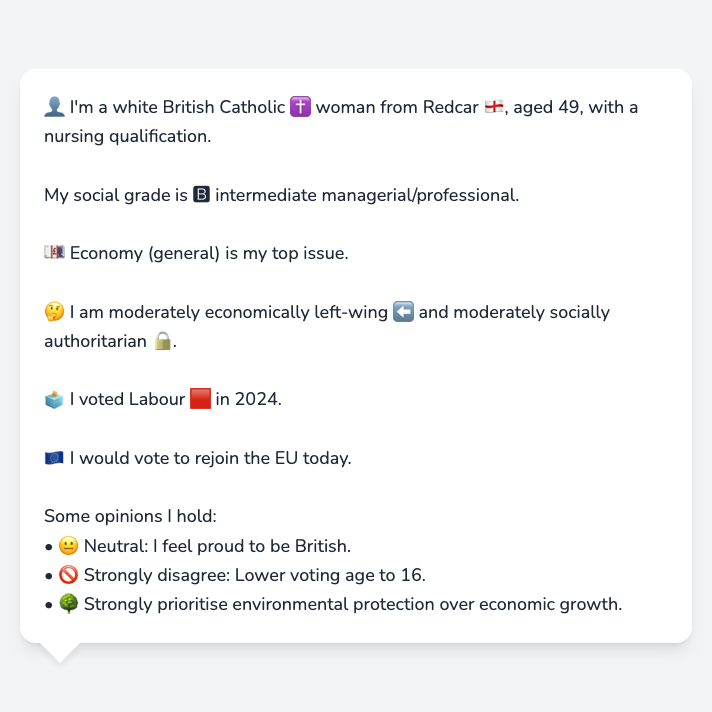 👤 I'm a white British Catholic ✝️ woman from Redcar 🏴󠁧󠁢󠁥󠁮󠁧󠁿, aged 49, with a
nursing qualification.
My social grade is 🅱 intermediate managerial/professional.
💷 Economy (general) is my top issue.
🤔 I am moderately economically left-wing ⬅️ and moderately socially
authoritarian 🔒.
🗳️ I voted Labour 🟥 in 2024.
🇪🇺 I would vote to rejoin the EU today.
Some opinions I hold:
• 😐 Neutral: I feel proud to be British.
• 🚫 Strongly disagree: Lower voting age to 16.
• 🌳 Strongly prioritise environmental protection over economic growth.